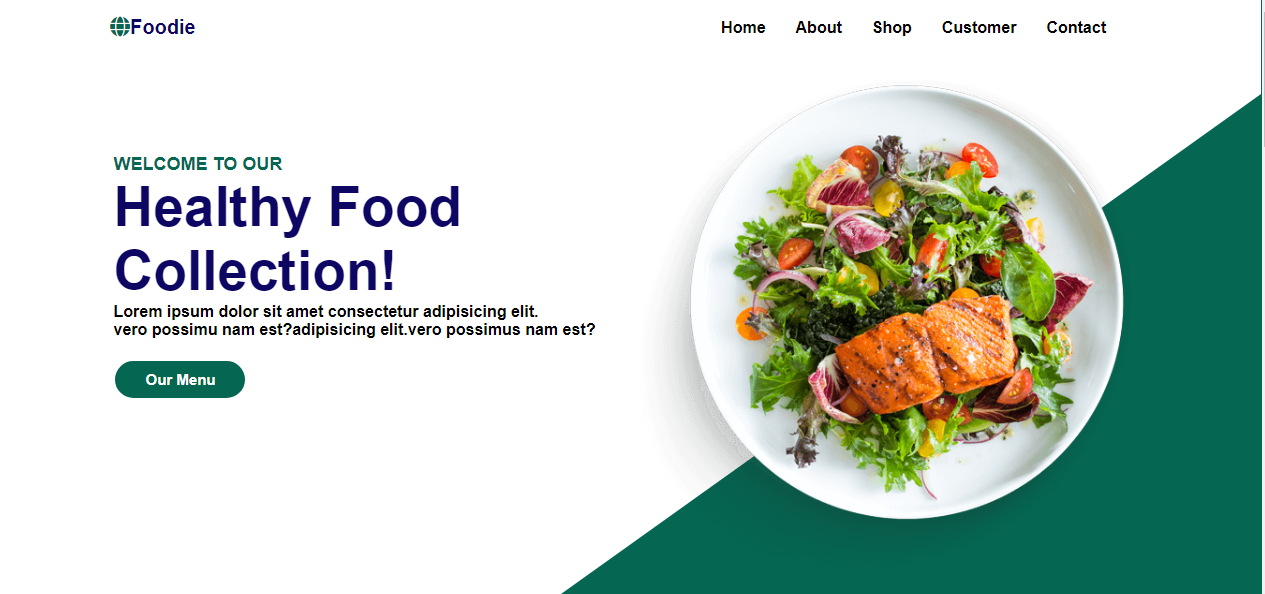 Foodie
Home About Shop Customer Contact
WELCOME TO OUR
Healthy Food
Collection!
Lorem ipsum dolor sit amet consectetur adipisicing elit.
vero possimu nam est?adipisicing elit.vero possimus nam est?
Our Menu